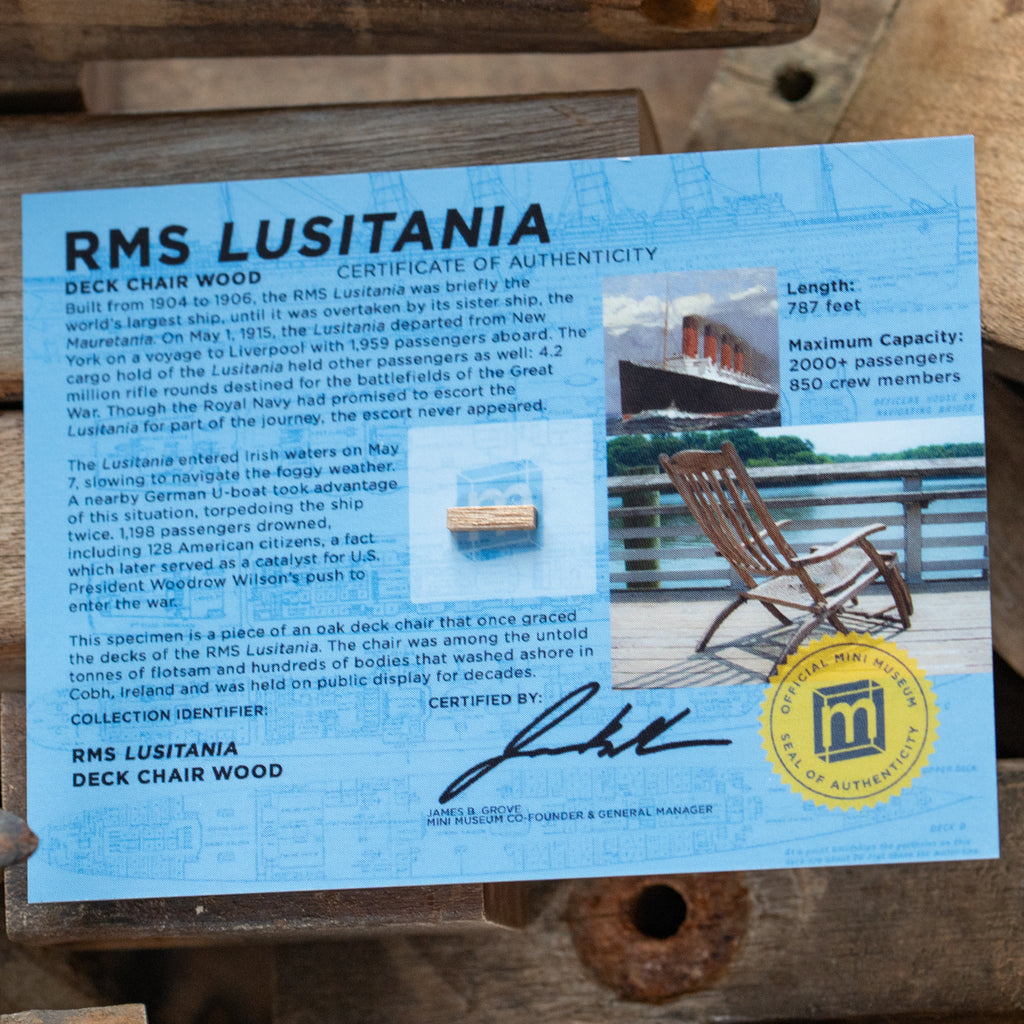 RMS LUSITANIA
DECK CHAIR WOOD
CERTIFICATE OF AUTHENTICITY
Built from 1904 to 1906, the RMS Lusitania was briefly the
world's largest ship, until it was overtaken by its sister ship, the
Mauretania. On May 1, 1915, the Lusitania departed from New
York on a voyage to Liverpool with 1,959 passengers aboard. The
cargo hold of the Lusitania held other passengers as well: 4.2
million rifle rounds destined for the battlefields of the Great
War. Though the Royal Navy had promised to escort the
Lusitania for part of the journey, the escort never appeared.
The Lusitania entered Irish waters on May
7, slowing to navigate the foggy weather.
A nearby German U-boat took advantage
of this situation, torpedoing the ship
twice. 1,198 passengers drowned,
including 128 American citizens, a fact
which later served as a catalyst for U.S.
President Woodrow Wilson's push to
enter the war.
This specimen is a piece of an oak deck chair that once graced
the decks of the RMS Lusitania. The chair was among the untold
tonnes of flotsam and hundreds of bodies that washed ashore in
Cobh, Ireland and was held on public display for decades.
COLLECTION IDENTIFIER:
RMS LUSITANIA
DECK CHAIR WOOD
CERTIFIED BY:
JAMES B. GROVE
MINI MUSEUM CO-FOUNDER & GENERAL MANAGER
Length:
787 feet
Maximum Capacity:
2000+ passengers
850 crew members
OFFICERS HOUSE OR
NAVIGATING BRIDGE
m
OFFICIAL MINI MUSEUM
m
SEAL OF AUTHENTICITY
UPPER DECK
DECK D